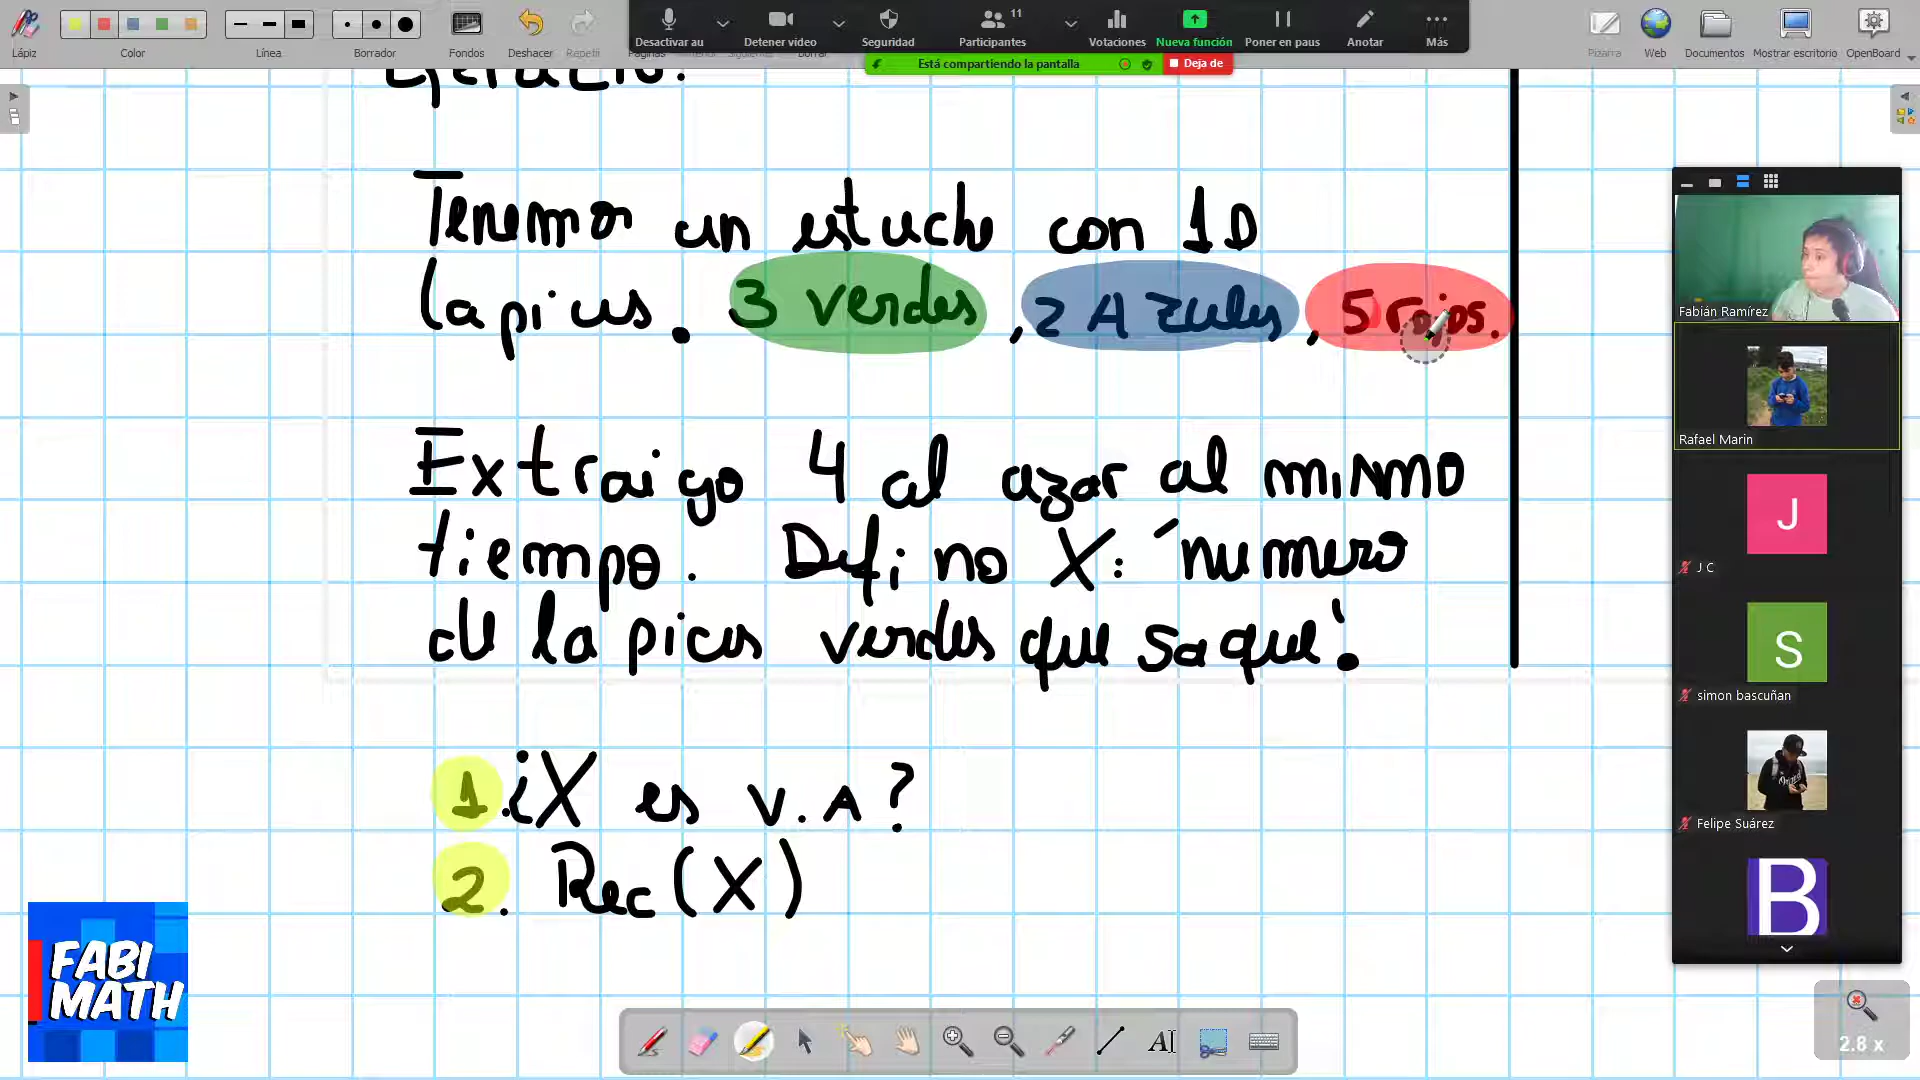 Lápiz
Color
Línea
Borrador
Fondos
Deshacer
Repetir
Desactivar au
Detener video
Seguridad
11
Participantes
Votaciones
Nueva función
Poner en paus
Anotar
Más
Pizarra
Web
Documentos
Mostrar escritorio
OpenBoard
Está compartiendo la pantalla
Deja de
Ejercicio:
Tenemos un estuche con 10
lapices. 3 verdes, 2 Azules, 5 rojos.
Extraigo 4 al azar al mismo
tiempo. Defino X: "numero
de lapices verdes que saque".
1. ¿X es V.A?
2. Rec(X)
Fabián Ramírez
Rafael Marin
J
J C
S
simon bascuñan
Felipe Suárez
B
FABI
MATH
2.8 x